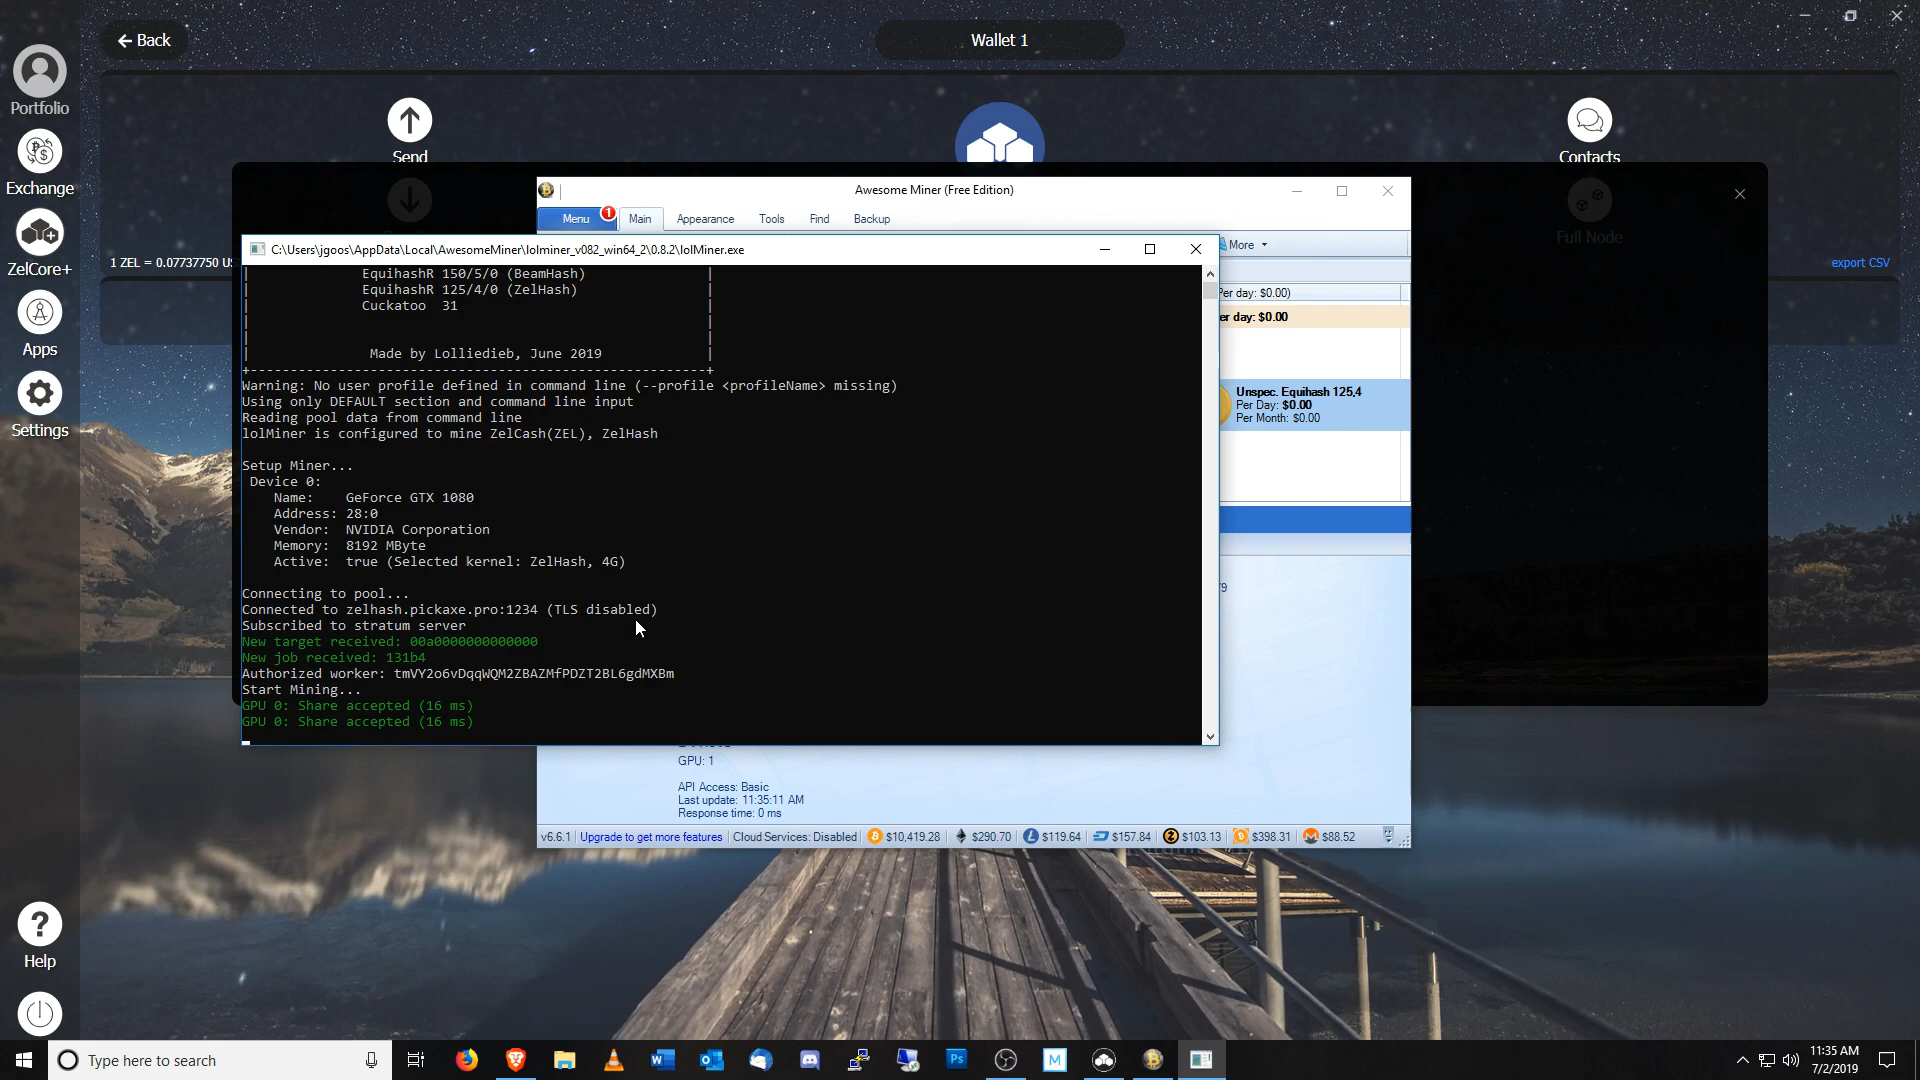 Back
Wallet 1
Portfolio
Exchange
ZelCore+
Apps
Settings
Help
Send
Contacts
Full Node
1 ZEL = 0.07737750 US
export CSV
Awesome Miner (Free Edition)
Menu
1
Main
Appearance
Tools
Find
Backup
More
C:\Users\jgoos\AppData\Local\AwesomeMiner\lolminer_v082_win64_2\0.8.2\lolMiner.exe
| EquihashR 150/5/0 (BeamHash) |
| EquihashR 125/4/0 (ZelHash) |
| Cuckatoo 31 |
| |
| |
| Made by Lolliedieb, June 2019 |
+---------------------------------------------------------+
Warning: No user profile defined in command line (--profile <profileName> missing)
Using only DEFAULT section and command line input
Reading pool data from command line
lolMiner is configured to mine ZelCash(ZEL), ZelHash
Setup Miner...
Device 0:
Name: GeForce GTX 1080
Address: 28:0
Vendor: NVIDIA Corporation
Memory: 8192 MByte
Active: true (Selected kernel: ZelHash, 4G)
Connecting to pool...
Connected to zelhash.pickaxe.pro:1234 (TLS disabled)
Subscribed to stratum server
New target received: 00a0000000000000
New job received: 131b4
Authorized worker: tmVY2o6vDqqWQM2ZBAZMfPDZT2BL6gdMXBm
Start Mining...
GPU 0: Share accepted (16 ms)
GPU 0: Share accepted (16 ms)
Per day: $0.00)
er day: $0.00
Unspec. Equihash 125,4
Per Day: $0.00
Per Month: $0.00
9
GPU: 1
API Access: Basic
Last update: 11:35:11 AM
Response time: 0 ms
v6.6.1
Upgrade to get more features
Cloud Services: Disabled
$10,419.28
$290.70
$119.64
$157.84
$103.13
$398.31
$88.52
Type here to search
Ps
M
11:35 AM
7/2/2019